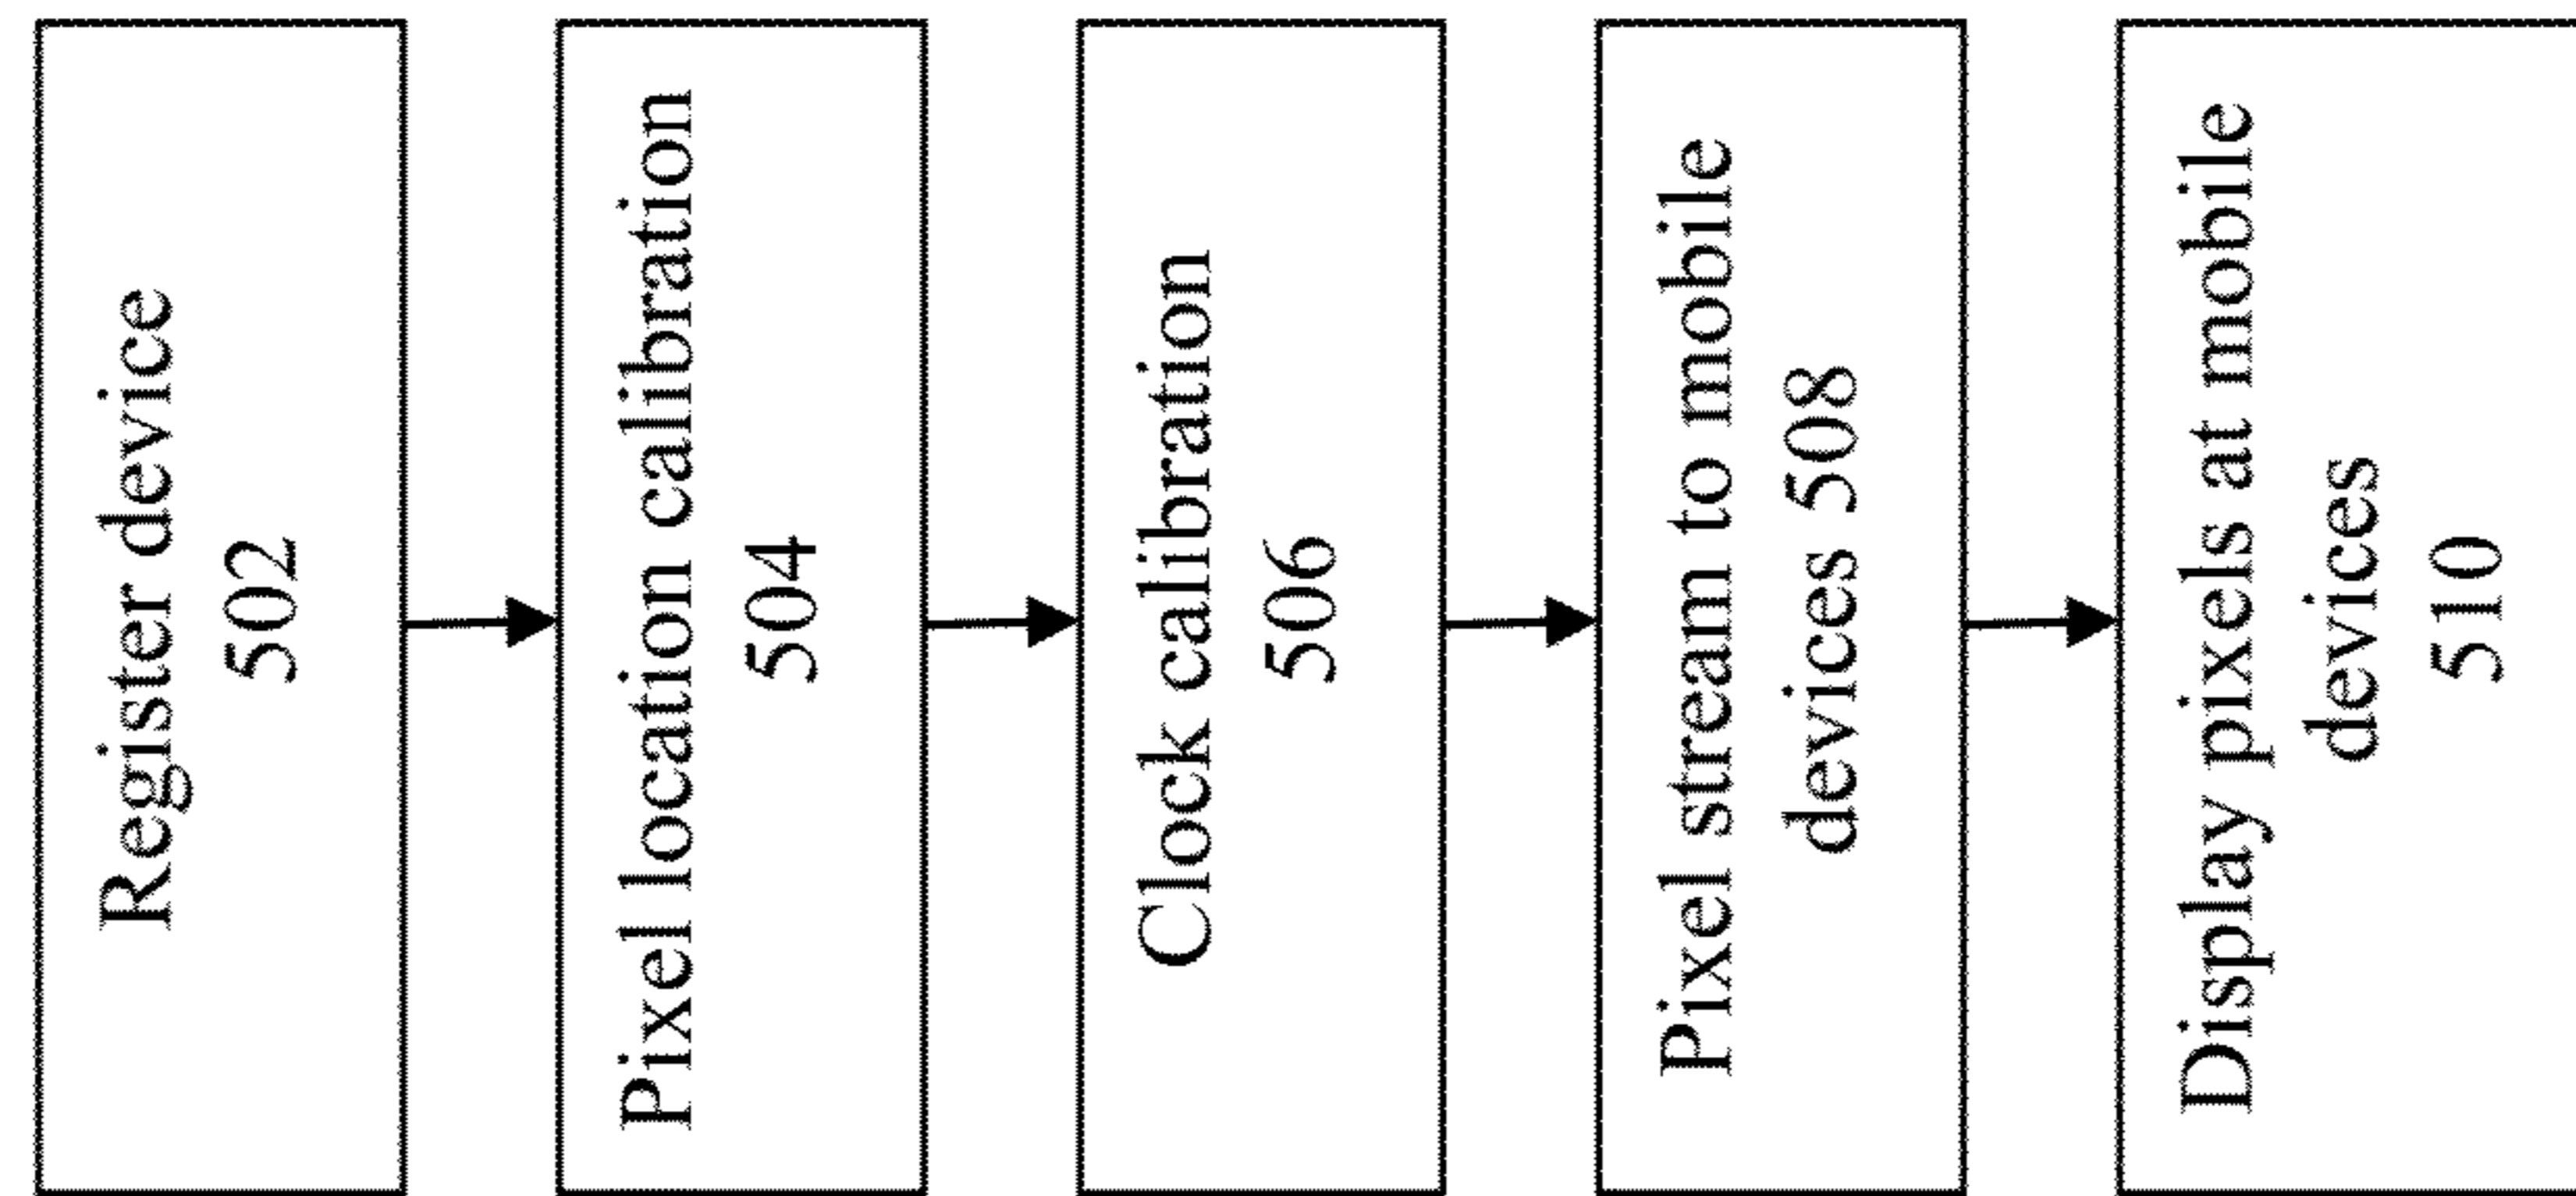 Register device
502
Pixel location calibration
504
Clock calibration
506
Pixel stream to mobile
devices 508
Display pixels at mobile
devices
510